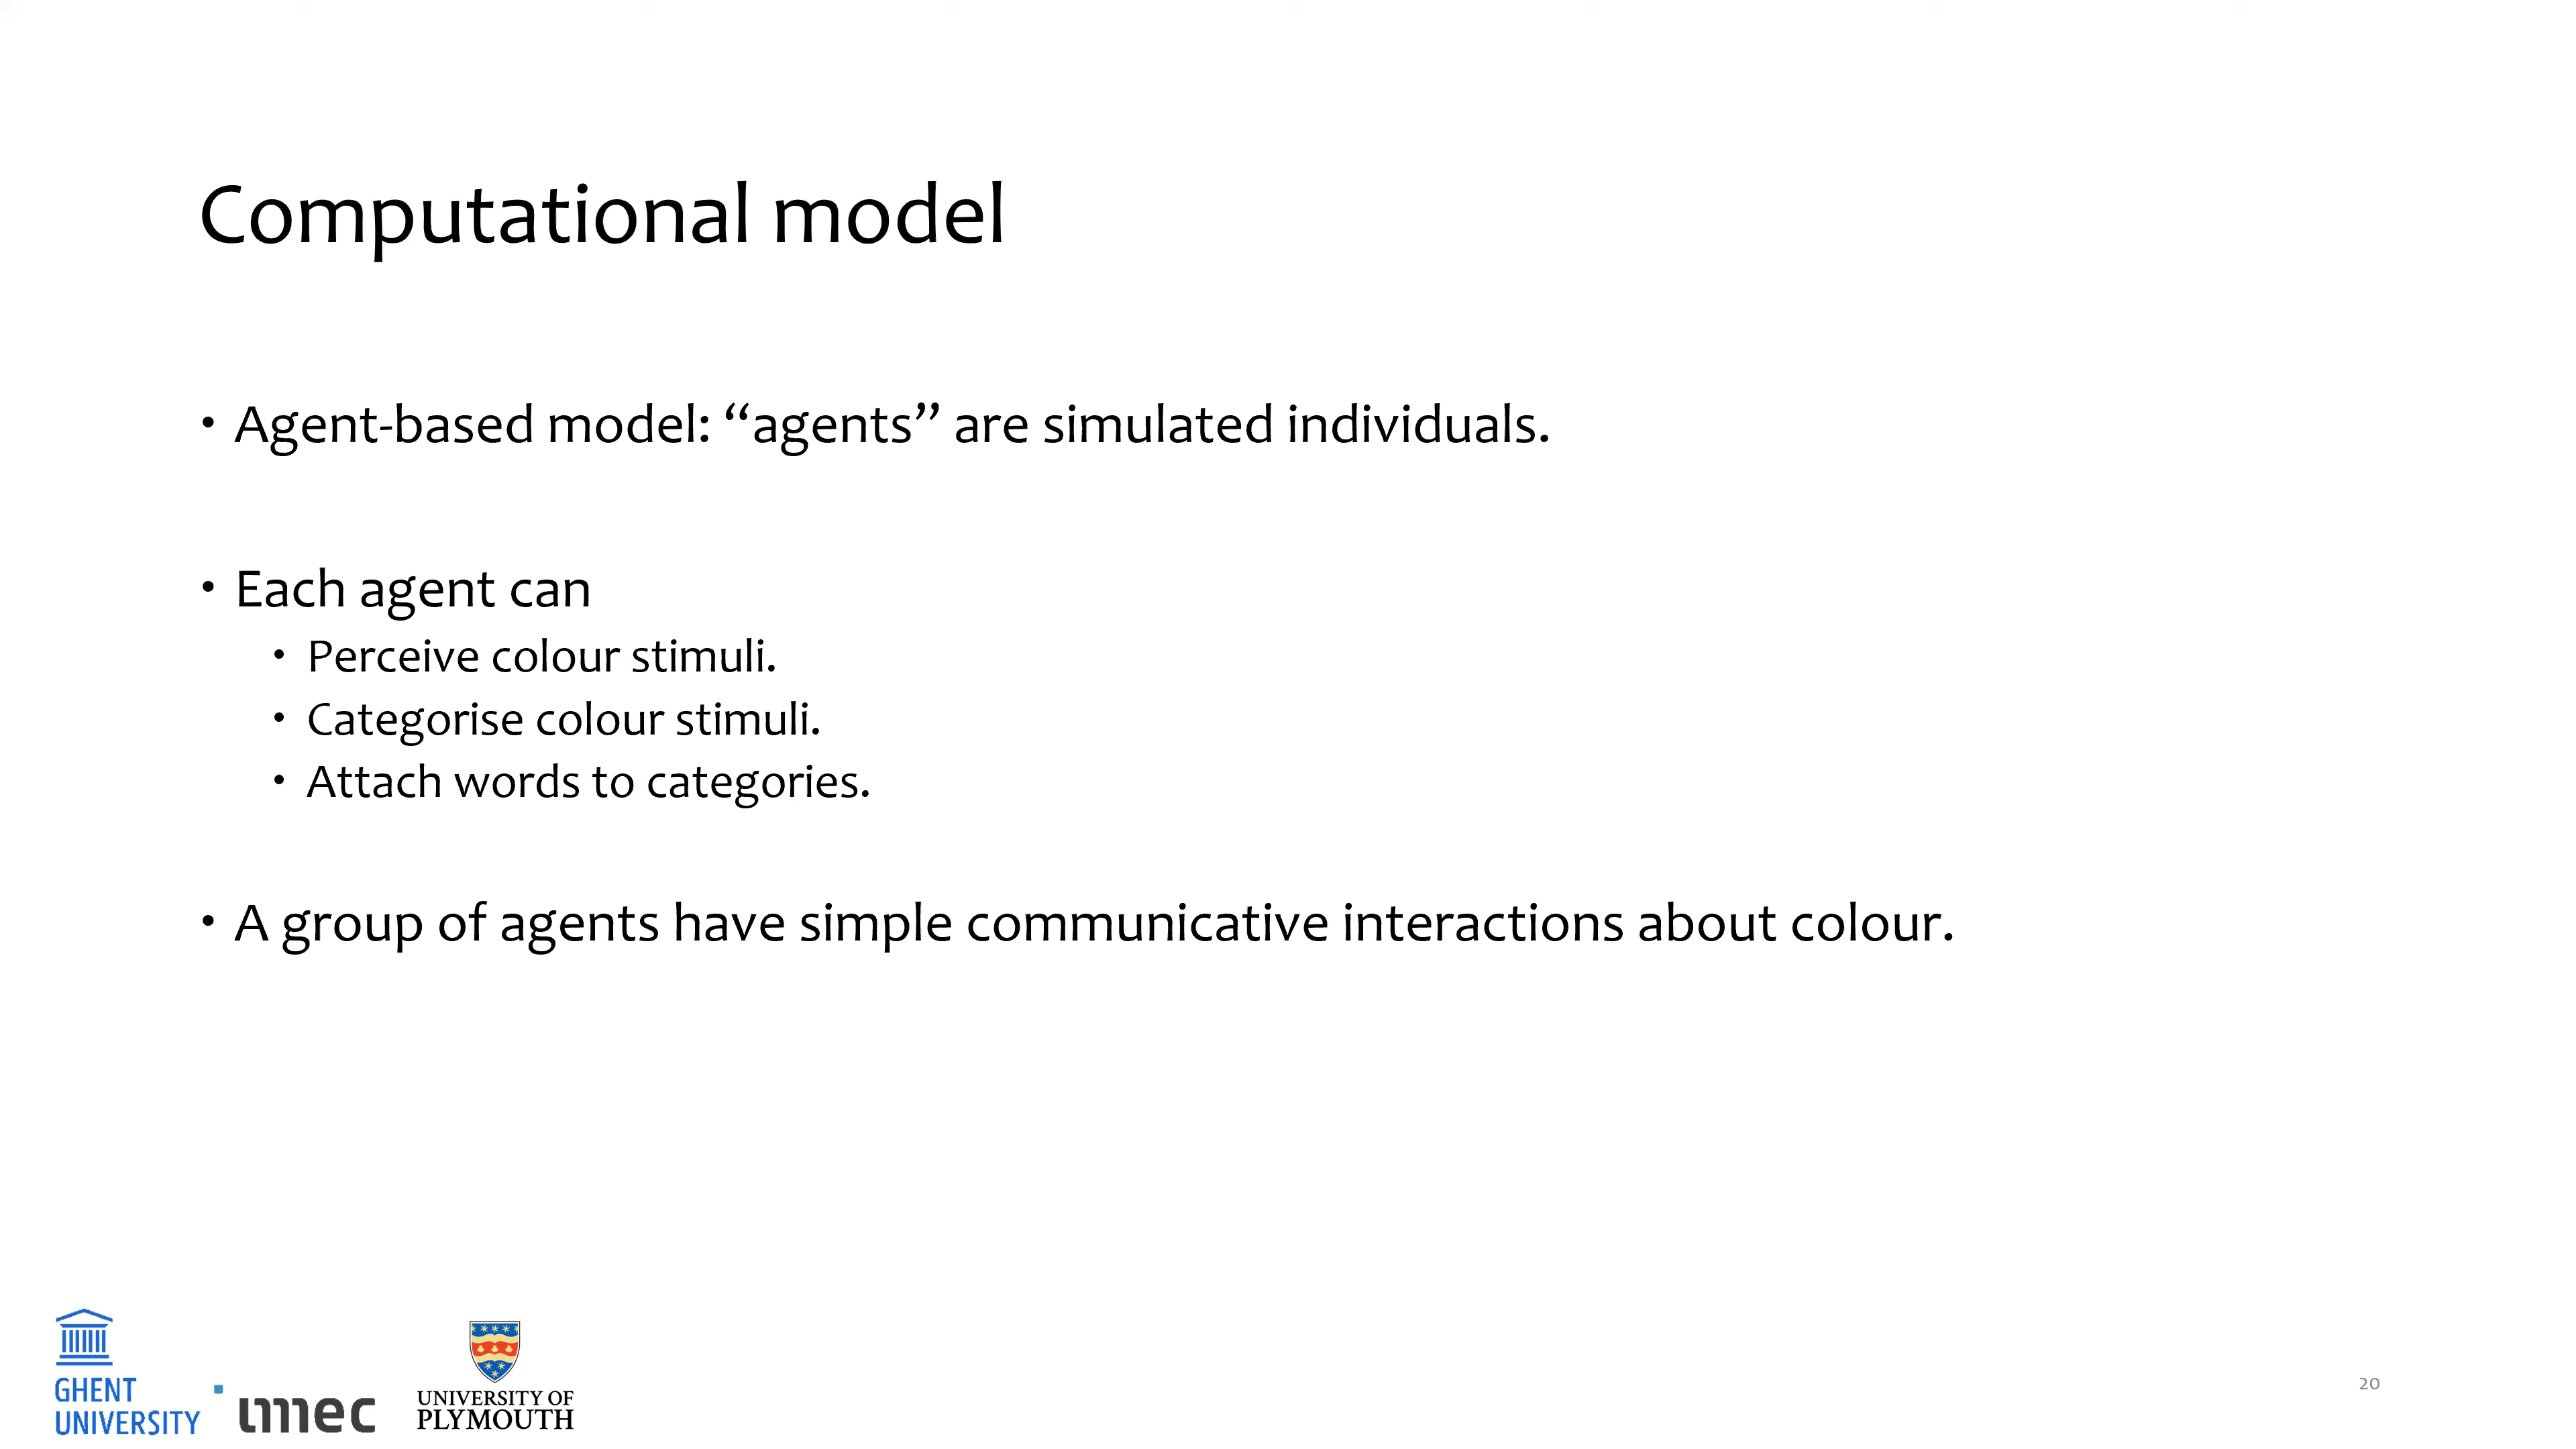 Computational model
• Agent-based model: “agents” are simulated individuals.
• Each agent can
• Perceive colour stimuli.
• Categorise colour stimuli.
• Attach words to categories.
• A group of agents have simple communicative interactions about colour.
GHENT
UNIVERSITY
imec
UNIVERSITY OF
PLYMOUTH
20